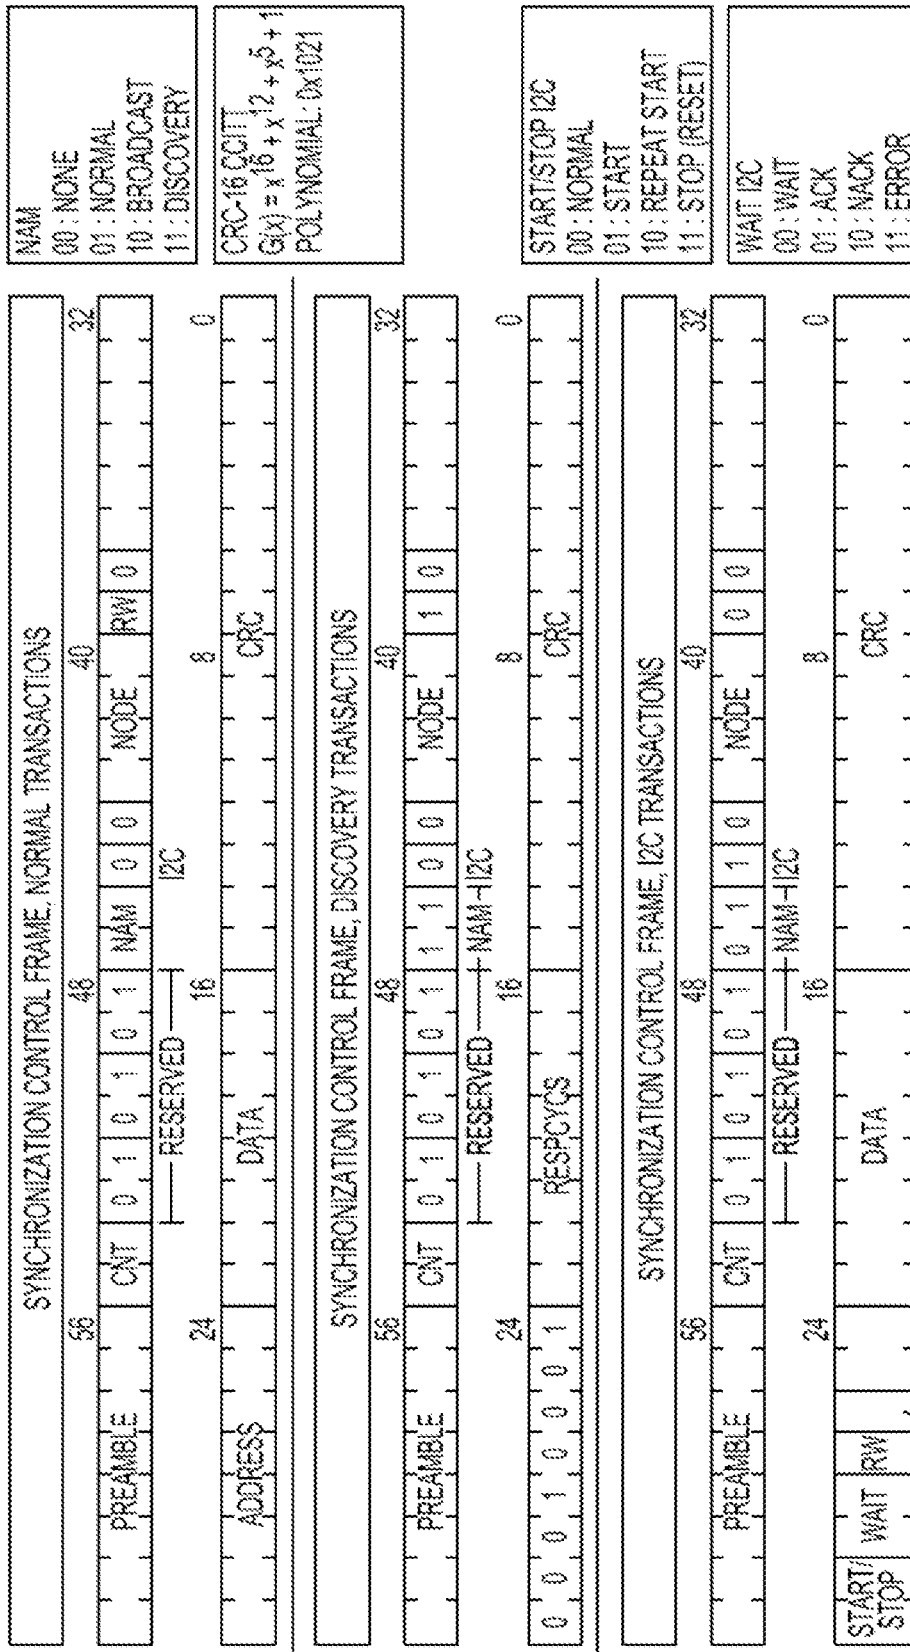 SYNCHRONIZATION CONTROL FRAME, NORMAL TRANSACTIONS
56 48 40 32
PREAMBLE CNT 0 1 0 1 0 1 NAM 0 0 NODE RW 0
RESERVED I2C
24 16 8 0
ADDRESS DATA CRC
NAM
00 : NONE
01 : NORMAL
10 : BROADCAST
11 : DISCOVERY
CRC-16 CCITT
G(x) = x16 + x12 + x5 + 1
POLYNOMIAL: 0x1021
SYNCHRONIZATION CONTROL FRAME, DISCOVERY TRANSACTIONS
56 48 40 32
PREAMBLE CNT 0 1 0 1 0 1 1 1 0 0 NODE 1 0
RESERVED NAM I2C
24 16 8 0
0 0 0 1 0 0 0 1 RESPCYCS CRC
SYNCHRONIZATION CONTROL FRAME, I2C TRANSACTIONS
56 48 40 32
PREAMBLE CNT 0 1 0 1 0 1 0 1 1 0 NODE 0 0
RESERVED NAM I2C
24 16 8 0
START/
STOP WAIT RW DATA CRC
START/STOP I2C
00 : NORMAL
01 : START
10 : REPEAT START
11 : STOP (RESET)
WAIT I2C
00 : WAIT
01 : ACK
10 : NACK
11 : ERROR